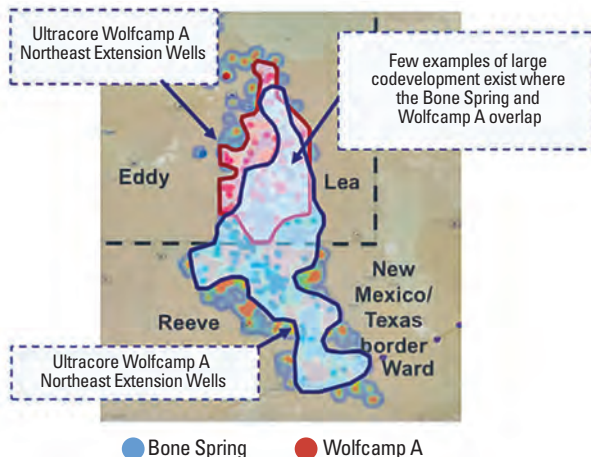 Ultracore Wolfcamp A
Northeast Extension Wells
Few examples of large
codevelopment exist where
the Bone Spring and
Wolfcamp A overlap
Eddy
Lea
New
Mexico/
Texas
border
Reeve
Ward
Ultracore Wolfcamp A
Northeast Extension Wells
Bone Spring
Wolfcamp A